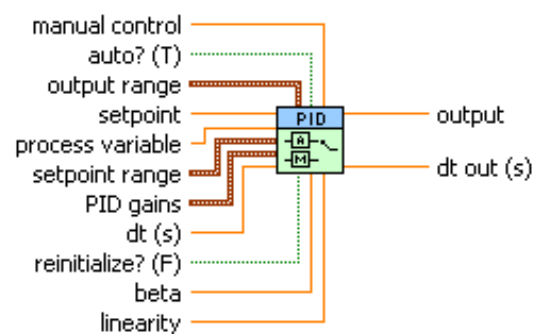 manual control
auto? (T)
output range
setpoint
process variable
setpoint range
PID gains
dt (s)
reinitialize? (F)
beta
linearity
PID
A
M
output
dt out (s)